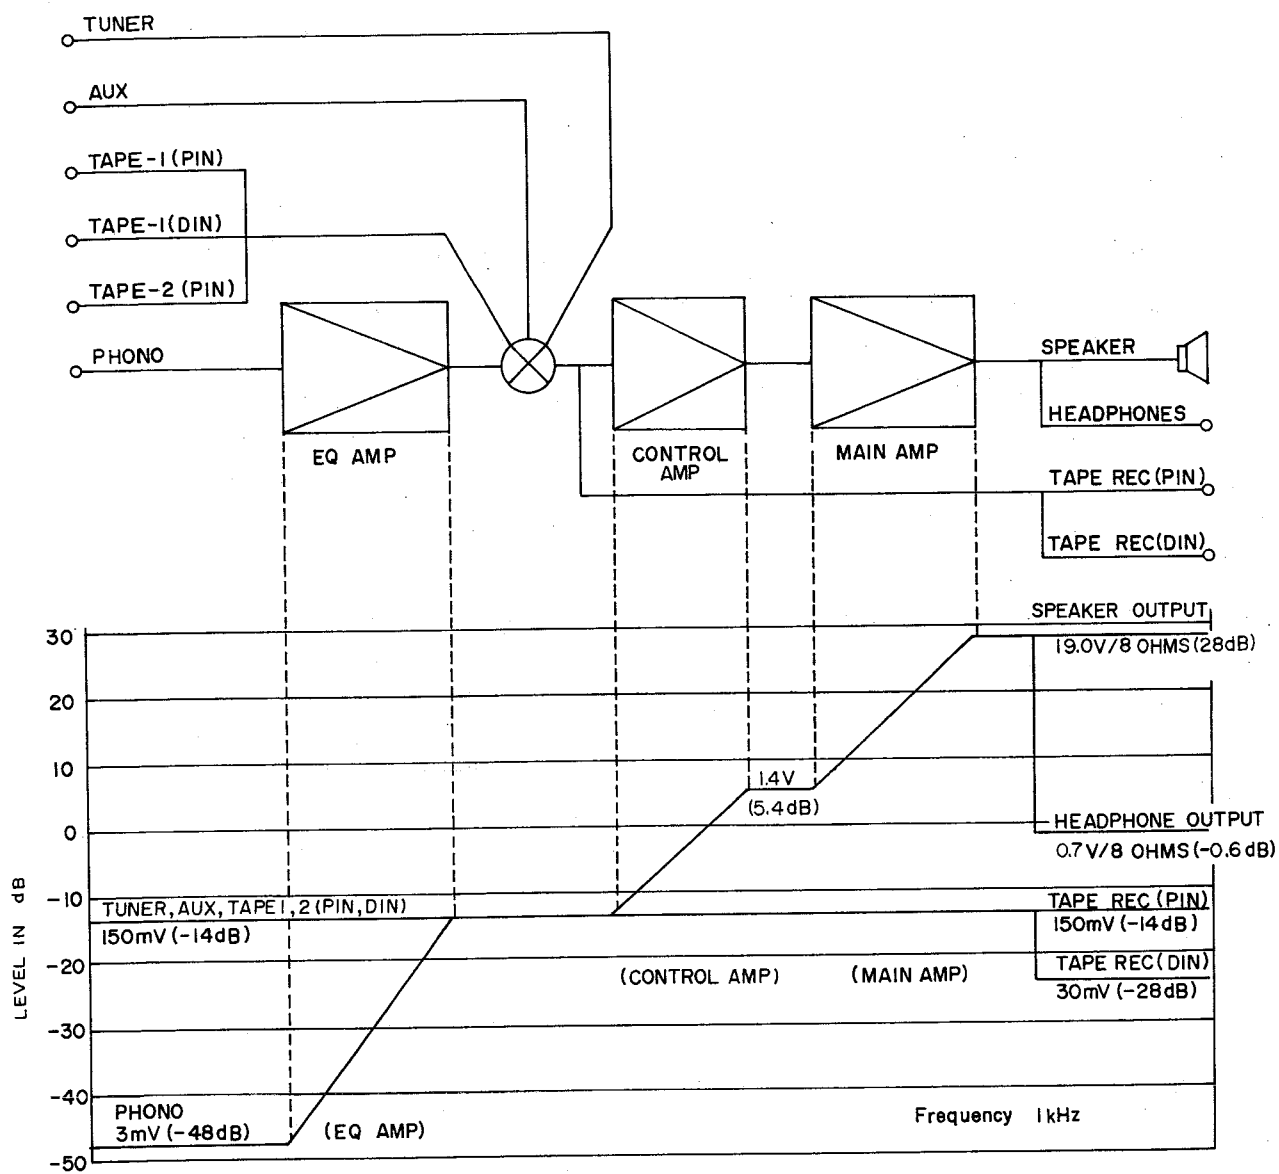 TUNER
AUX
TAPE-1(PIN)
TAPE-1(DIN)
TAPE-2(PIN)
PHONO
EQ AMP
CONTROL
AMP
MAIN AMP
SPEAKER
HEADPHONES
TAPE REC(PIN)
TAPE REC(DIN)
SPEAKER OUTPUT
19.0V/8 OHMS(28dB)
30
20
10
0
-10
-20
-30
-40
-50
LEVEL IN dB
1.4V
(5.4dB)
HEADPHONE OUTPUT
0.7V/8 OHMS(-0.6dB)
TUNER,AUX,TAPE1,2(PIN,DIN)
150mV(-14dB)
TAPE REC(PIN)
150mV(-14dB)
TAPE REC(DIN)
30mV(-28dB)
(CONTROL AMP)
(MAIN AMP)
PHONO
3mV(-48dB)
(EQ AMP)
Frequency 1kHz